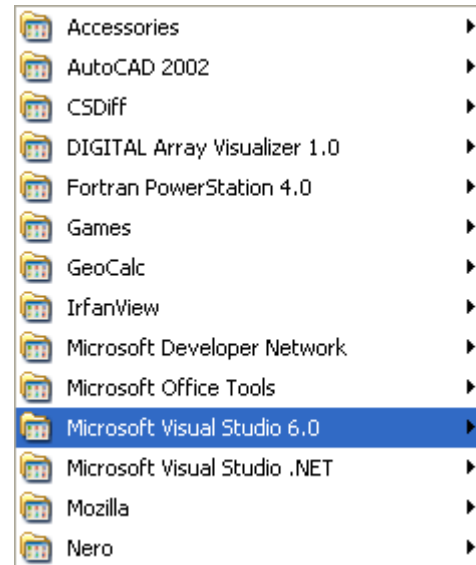 Accessories
AutoCAD 2002
CSDiff
DIGITAL Array Visualizer 1.0
Fortran PowerStation 4.0
Games
GeoCalc
IrfanView
Microsoft Developer Network
Microsoft Office Tools
Microsoft Visual Studio 6.0
Microsoft Visual Studio .NET
Mozilla
Nero